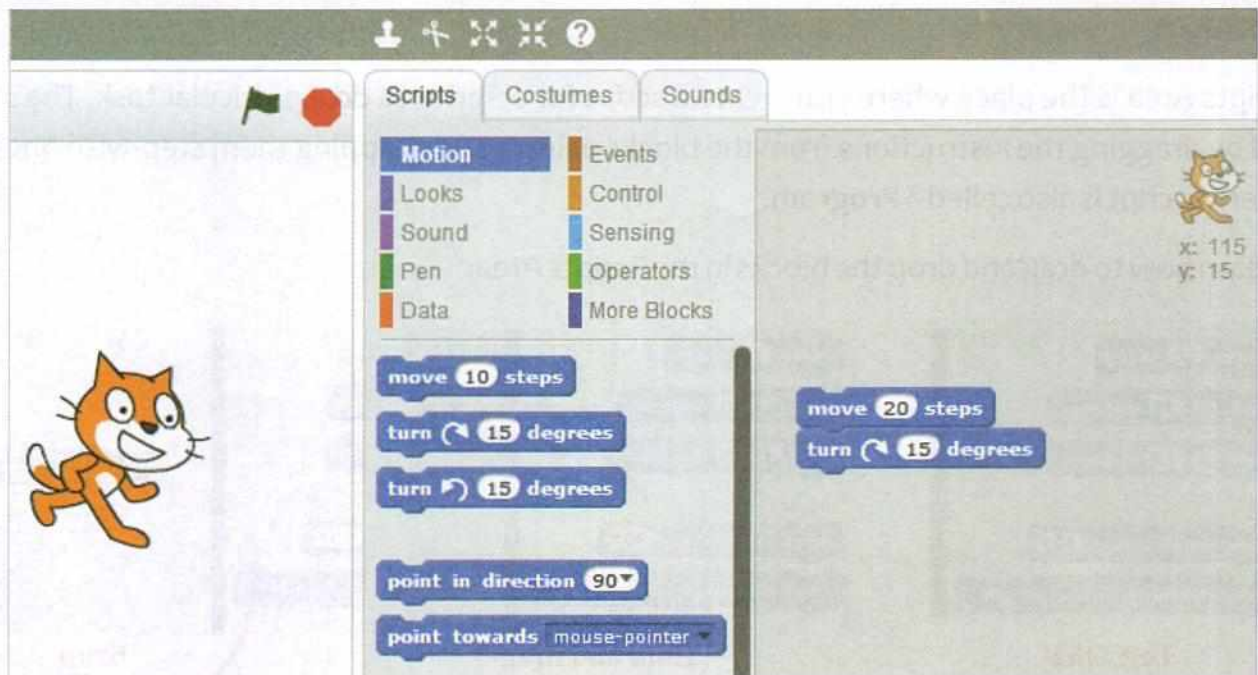 Scripts Costumes Sounds
Motion Events
Looks Control
Sound Sensing
Pen Operators
Data More Blocks
x: 115
y: 15
move 10 steps
turn 15 degrees
turn 15 degrees
point in direction 90
point towards mouse-pointer
move 20 steps
turn 15 degrees